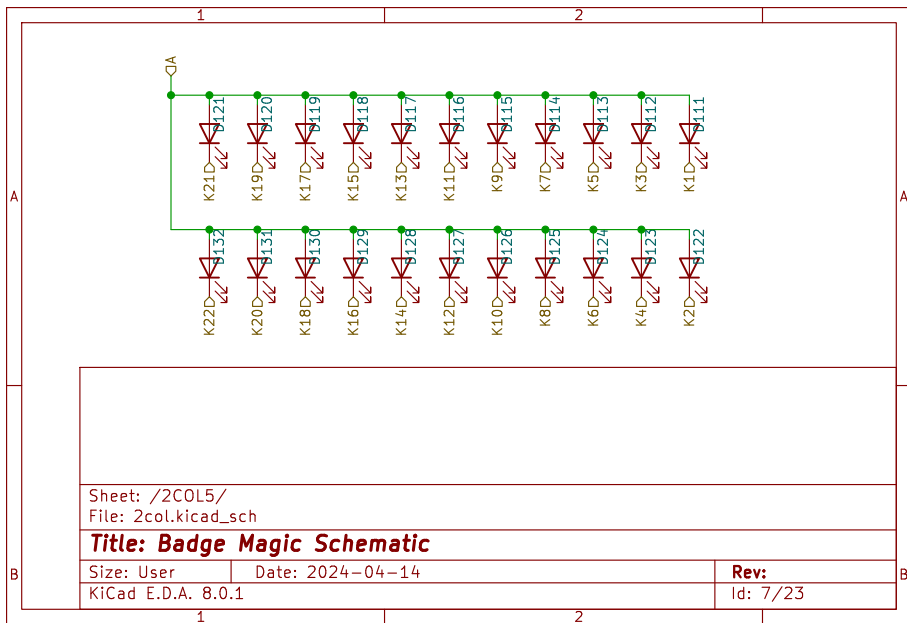 1 2
A
D121 D120 D119 D118 D117 D116 D115 D114 D113 D112 D111
K21 K19 K17 K15 K13 K11 K9 K7 K5 K3 K1
A A
D132 D131 D130 D129 D128 D127 D126 D125 D124 D123 D122
K22 K20 K18 K16 K14 K12 K10 K8 K6 K4 K2
Sheet: /2COL5/
File: 2col.kicad_sch
Title: Badge Magic Schematic
B B
Size: User Date: 2024-04-14 Rev:
KiCad E.D.A. 8.0.1 Id: 7/23
1 2